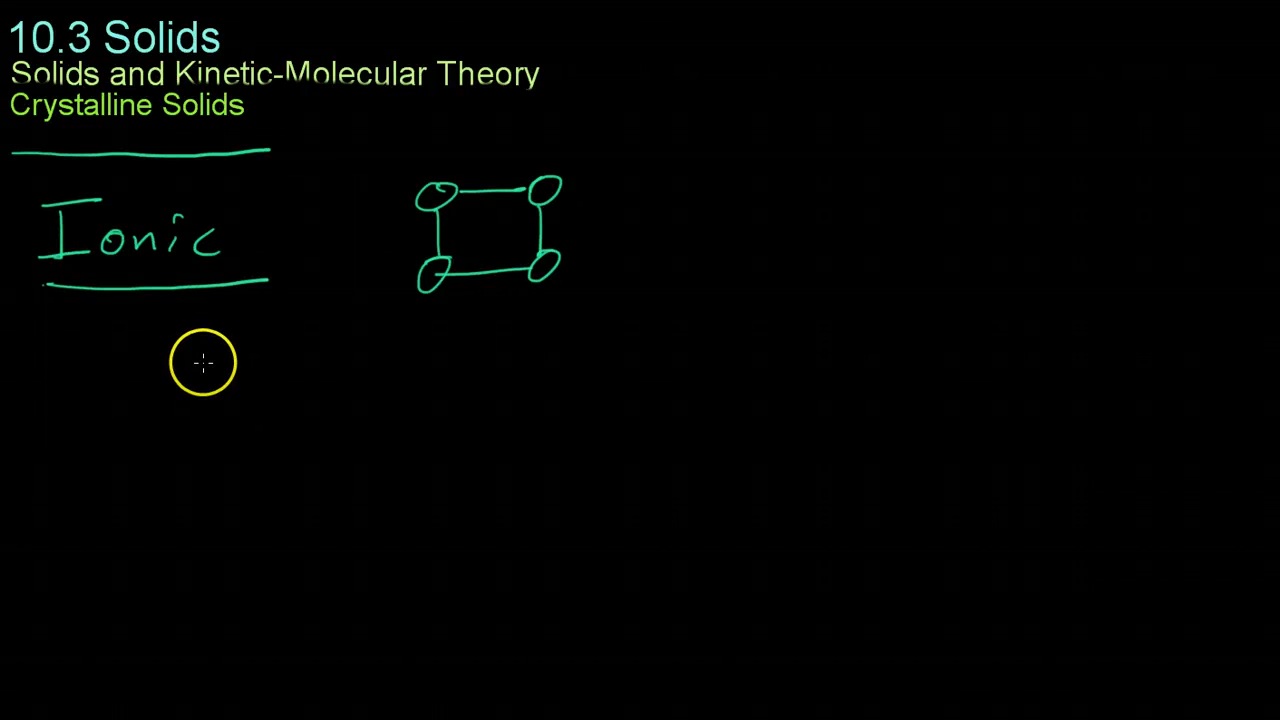 10.3 Solids
Solids and Kinetic-Molecular Theory
Crystalline Solids
Ionic